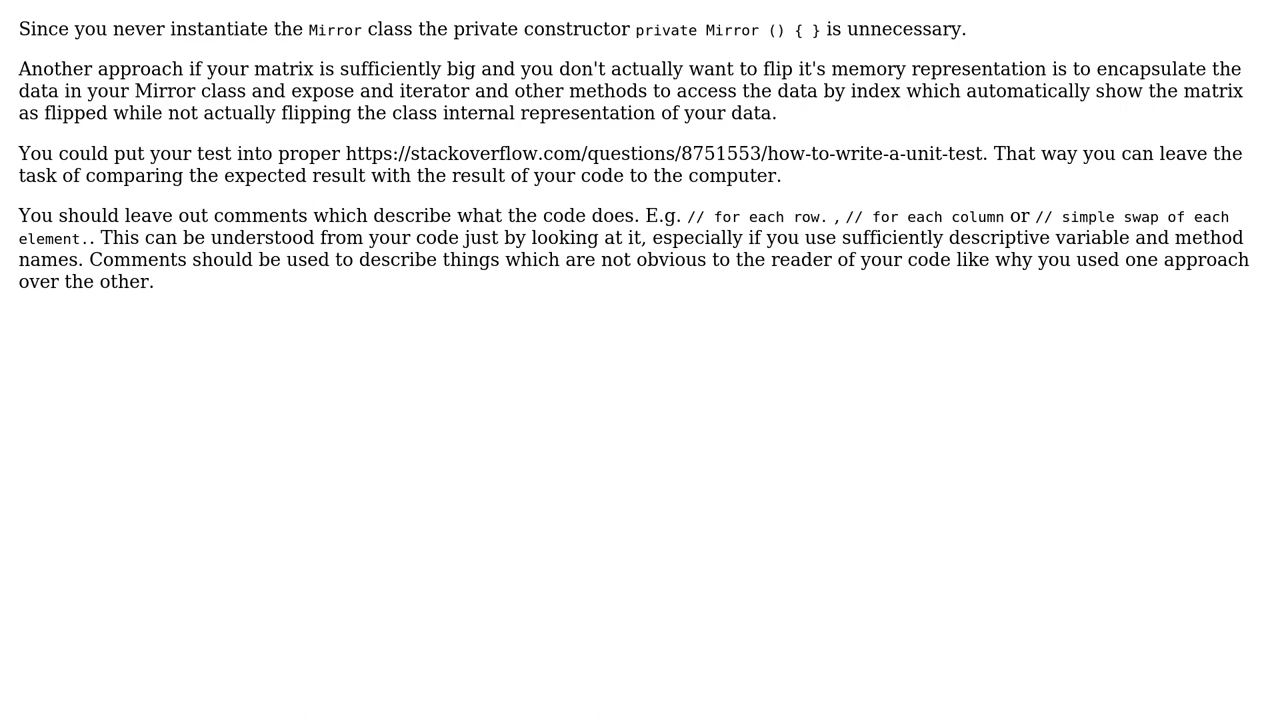 Since you never instantiate the Mirror class the private constructor private Mirror () { } is unnecessary.
Another approach if your matrix is sufficiently big and you don't actually want to flip it's memory representation is to encapsulate the
data in your Mirror class and expose and iterator and other methods to access the data by index which automatically show the matrix
as flipped while not actually flipping the class internal representation of your data.
You could put your test into proper https://stackoverflow.com/questions/8751553/how-to-write-a-unit-test. That way you can leave the
task of comparing the expected result with the result of your code to the computer.
You should leave out comments which describe what the code does. E.g. // for each row. , // for each column or // simple swap of each
element.. This can be understood from your code just by looking at it, especially if you use sufficiently descriptive variable and method
names. Comments should be used to describe things which are not obvious to the reader of your code like why you used one approach
over the other.